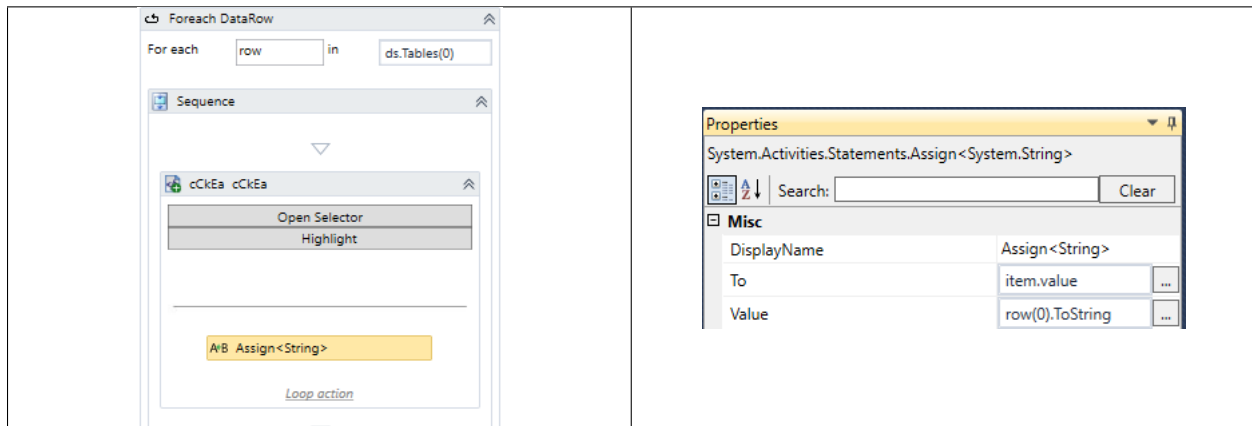 Foreach DataRow
For each row in ds.Tables(0)
Sequence
cCkEa cCkEa
Open Selector
Highlight
A+B Assign<String>
Loop action
Properties
System.Activities.Statements.Assign<System.String>
Search: Clear
Misc
DisplayName Assign<String>
To item.value ...
Value row(0).ToString ...